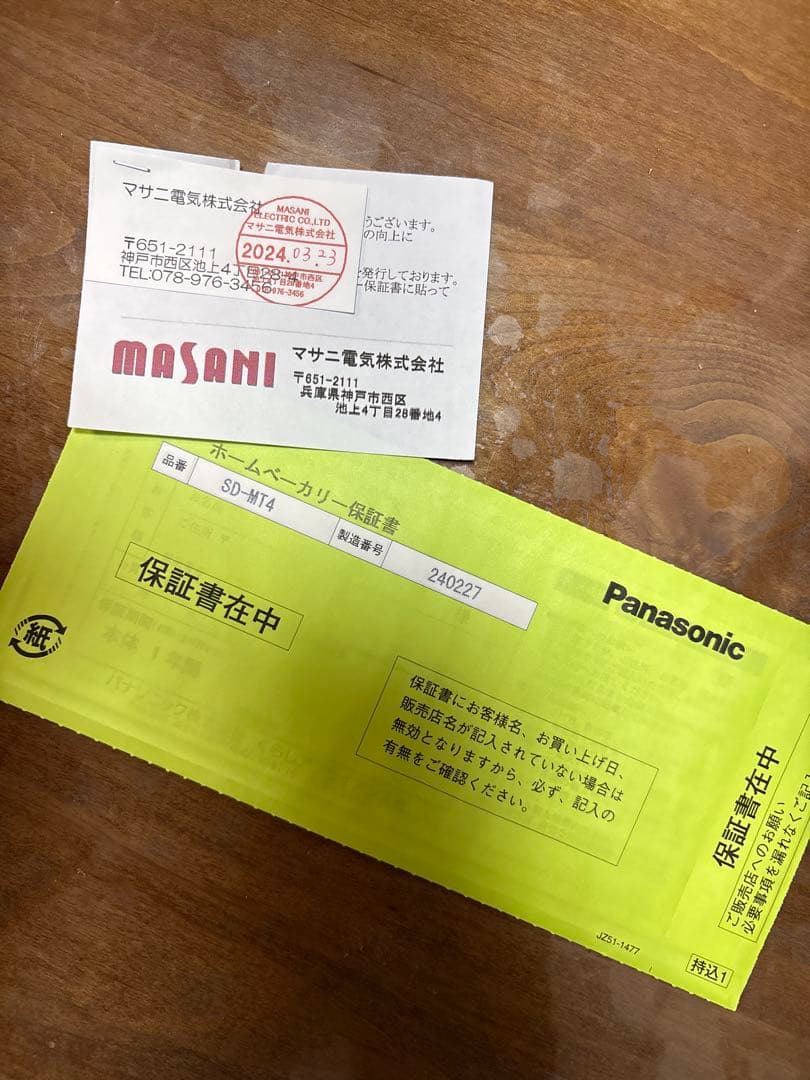 マサニ電気株式会社
〒651-2111
神戸市西区池上4丁目28-4
TEL:078-976-3456
MASANI
ELECTRIC CO.,LTD
マサニ電気株式会社
2024.03.23
うございます。
の向上に
を発行しております。
保証書に貼って
MASANI
マサニ電気株式会社
〒651-2111
兵庫県神戸市西区
池上4丁目28番地4
ホームベーカリー保証書
品番
SD-MT4
製造番号
240227
保証書在中
Panasonic
紙
保証書にお客様名、お買い上げ日、
販売店名が記入されていない場合は
無効となりますから、必ず、記入の
有無をご確認ください。
保証書在中
ご販売店へのお願い
必要事項を漏れなくご記
JZ51-1477
持込1